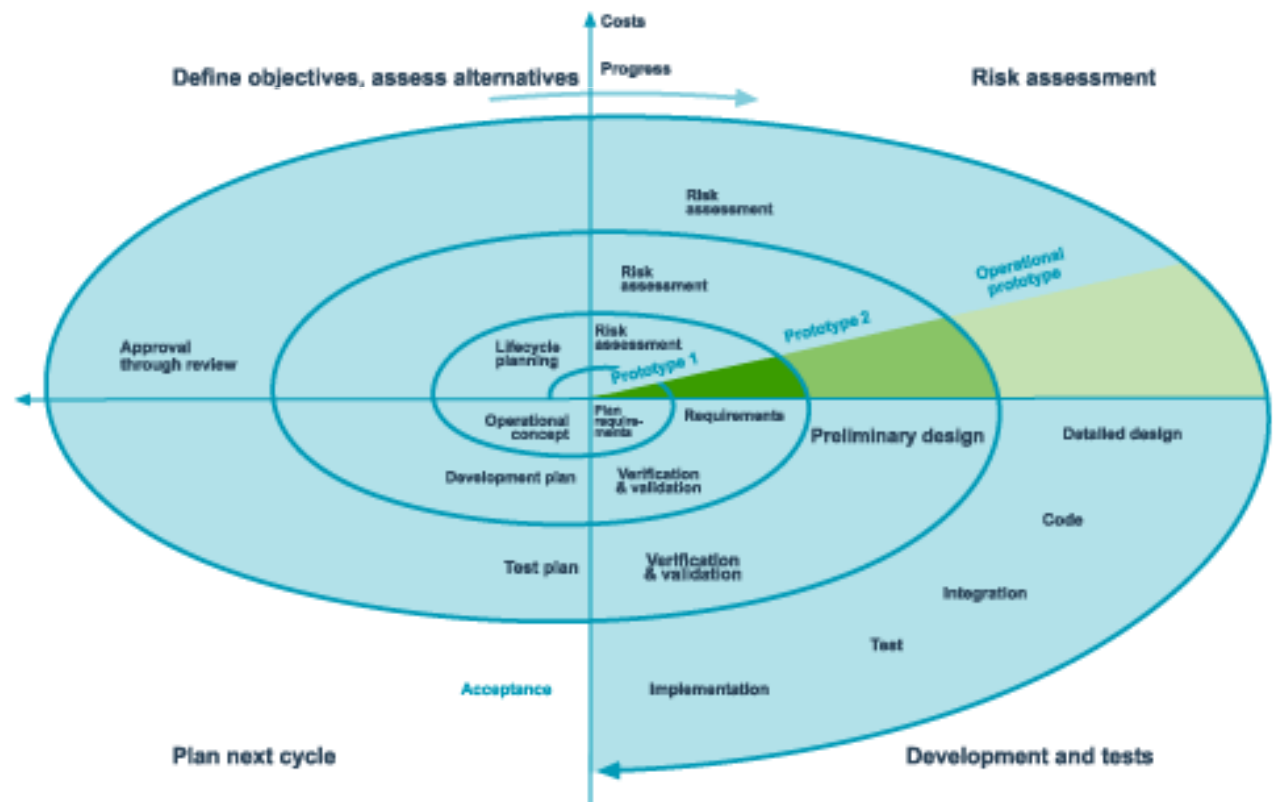 Costs
Define objectives, assess alternatives
Progress
Risk assessment
Risk
assessment
Risk
assessment
Operational
prototype
Prototype 2
Risk
assessment
Lifecycle
planning
Prototype 1
Approval
through review
Operational
concept
Plan
require-
ments
Requirements
Preliminary design
Detailed design
Development plan
Verification
& validation
Code
Test plan
Verification
& validation
Integration
Test
Acceptance
Implementation
Plan next cycle
Development and tests